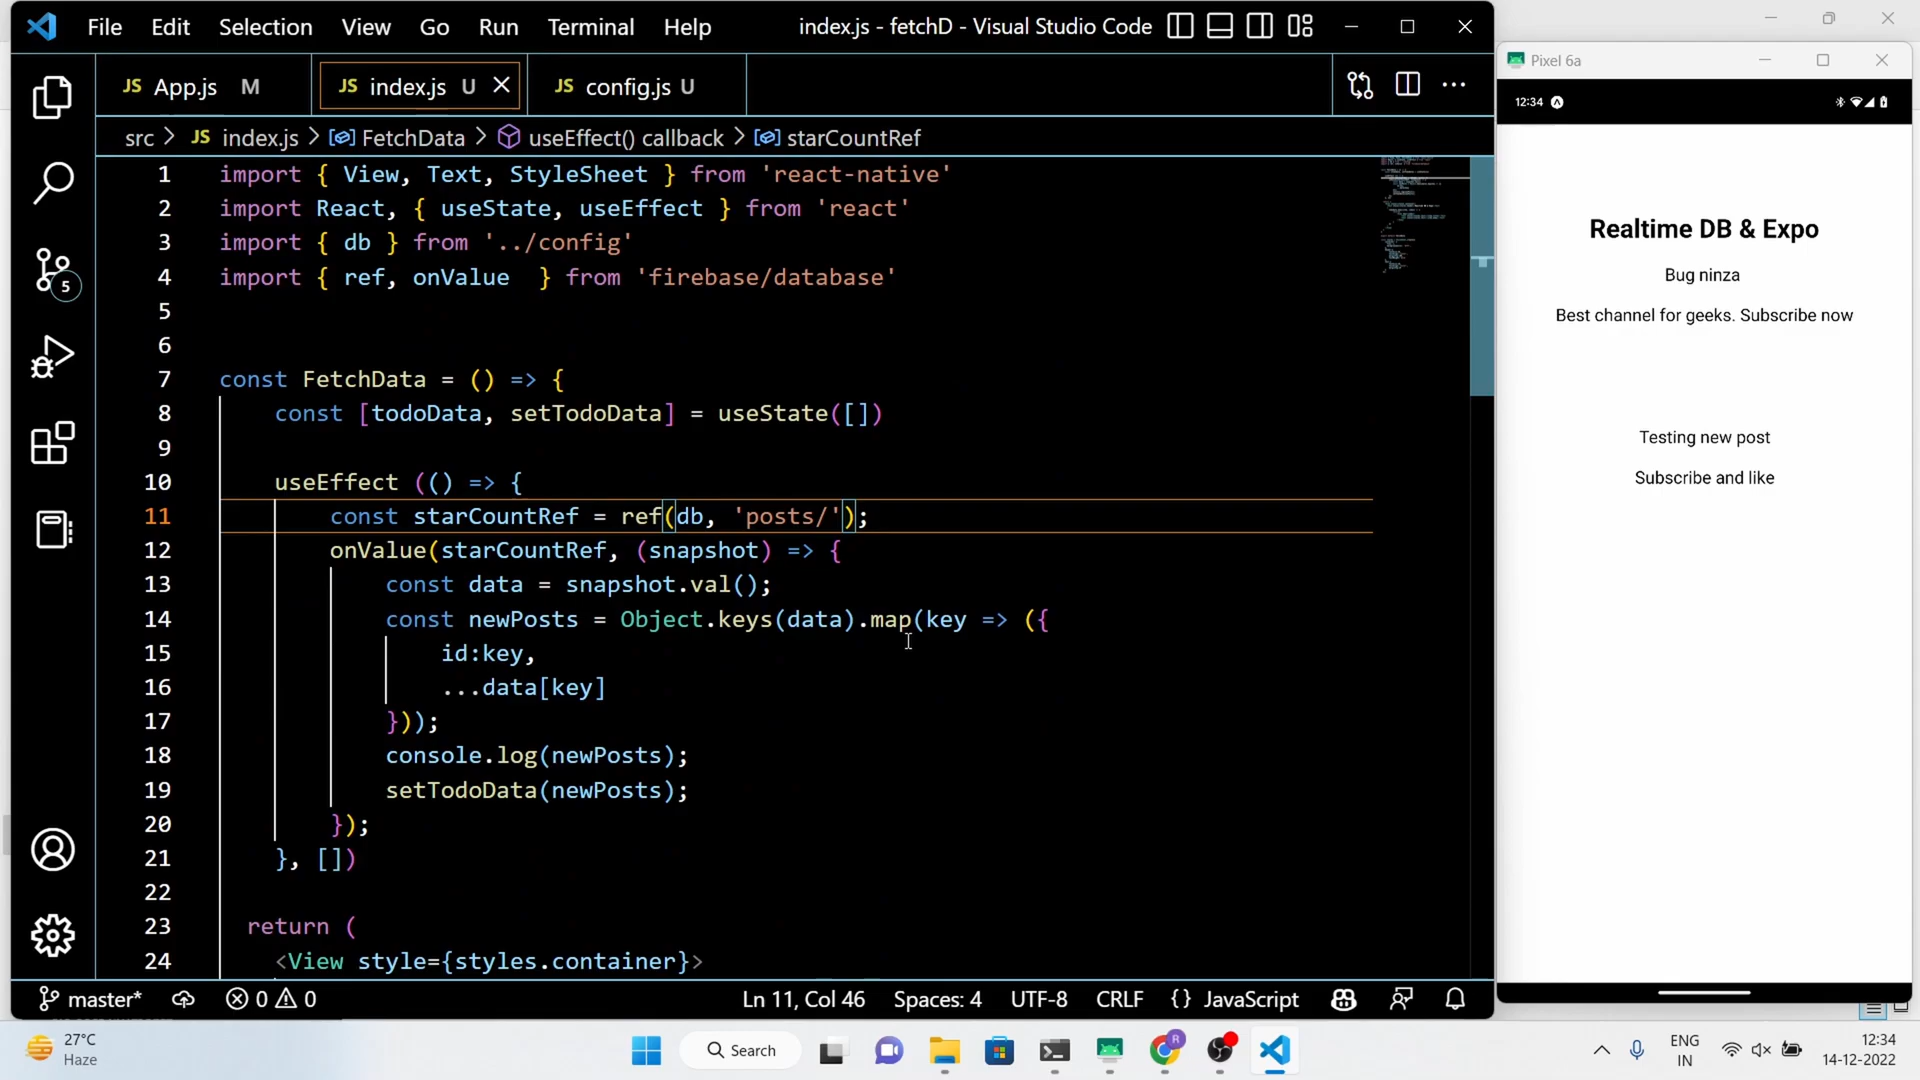 File Edit Selection View Go Run Terminal Help index.js - fetchD - Visual Studio Code
JS App.js M JS index.js U JS config.js U
src > JS index.js > FetchData > useEffect() callback > starCountRef
1 import { View, Text, StyleSheet } from 'react-native'
2 import React, { useState, useEffect } from 'react'
3 import { db } from '../config'
4 import { ref, onValue  } from 'firebase/database'
5
6
7 const FetchData = () => {
8 const [todoData, setTodoData] = useState([])
9
10 useEffect (() => {
11 const starCountRef = ref(db, 'posts/');
12 onValue(starCountRef, (snapshot) => {
13 const data = snapshot.val();
14 const newPosts = Object.keys(data).map(key => ({
15 id:key,
16 ...data[key]
17 }));
18 console.log(newPosts);
19 setTodoData(newPosts);
20 });
21 }, [])
22
23 return (
24 <View style={styles.container}>
5
master* 0 0 Ln 11, Col 46 Spaces: 4 UTF-8 CRLF {} JavaScript
Pixel 6a
12:34
Realtime DB & Expo
Bug ninza
Best channel for geeks. Subscribe now
Testing new post
Subscribe and like
27°C
Haze
Search
R
ENG
IN
12:34
14-12-2022